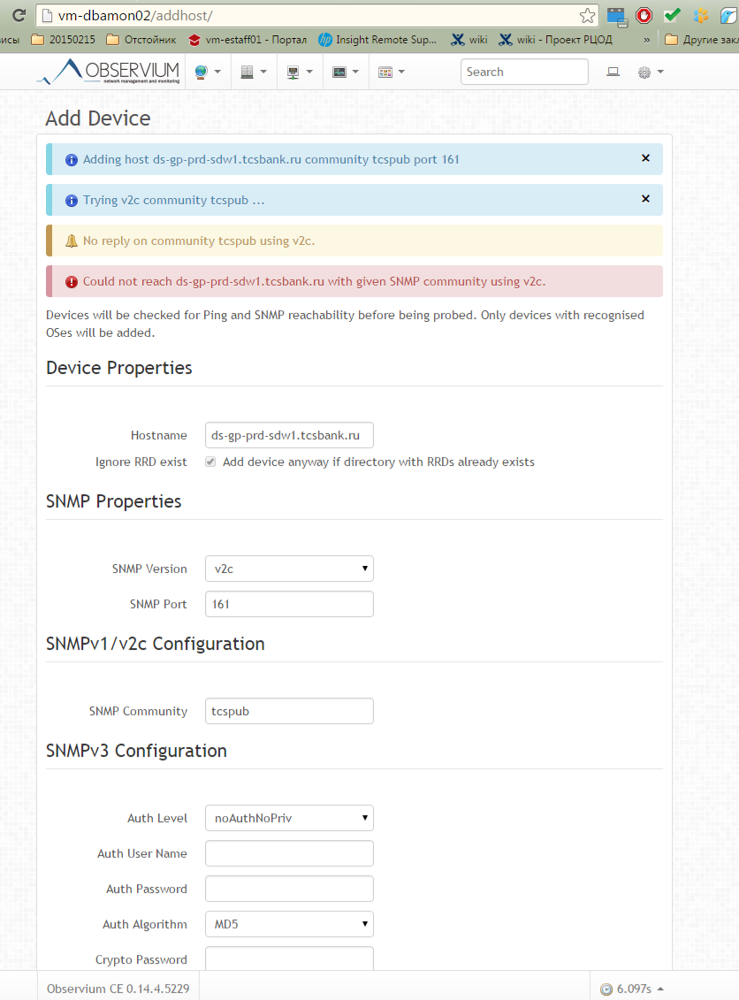 vm-dbamon02/addhost/
исы 20150215 Отстойник vm-estaff01 - Портал Insight Remote Sup... wiki wiki - Проект РЦОД » Другие закл
OBSERVIUM
network management and monitoring
Search
Add Device
Adding host ds-gp-prd-sdw1.tcsbank.ru community tcspub port 161
Trying v2c community tcspub ...
No reply on community tcspub using v2c.
Could not reach ds-gp-prd-sdw1.tcsbank.ru with given SNMP community using v2c.
Devices will be checked for Ping and SNMP reachability before being probed. Only devices with recognised
OSes will be added.
Device Properties
Hostname ds-gp-prd-sdw1.tcsbank.ru
Ignore RRD exist Add device anyway if directory with RRDs already exists
SNMP Properties
SNMP Version v2c
SNMP Port 161
SNMPv1/v2c Configuration
SNMP Community tcspub
SNMPv3 Configuration
Auth Level noAuthNoPriv
Auth User Name
Auth Password
Auth Algorithm MD5
Crypto Password
Observium CE 0.14.4.5229 6.097s